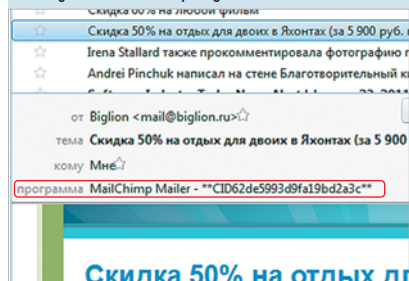 Скидка 60% на любой фильм
Скидка 50% на отдых для двоих в Яхонтах (за 5 900 руб.
Irena Stallard также прокомментировала фотографию
Andrei Pinchuk написал на стене Благотворительный
от Biglion <mail@biglion.ru>
тема Скидка 50% на отдых для двоих в Яхонтах (за 5 900
кому Мне
программа MailChimp Mailer - **CID62de5993d9fa19bd2a3c**
Скидка 50% на отдых